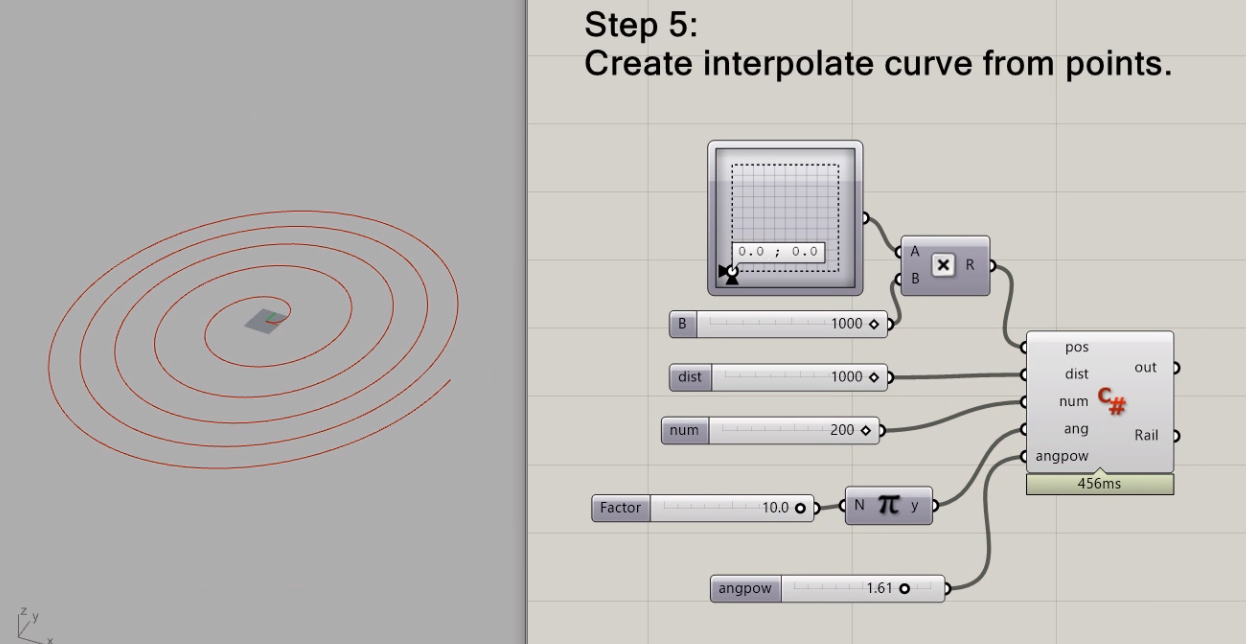 Step 5:
Create interpolate curve from points.
0.0 ; 0.0
A
B
R
B 1000
dist 1000
num 200
Factor 10.0
N π y
angpow 1.61
pos
dist
num
ang
angpow
C#
out
Rail
456ms
z
y
x